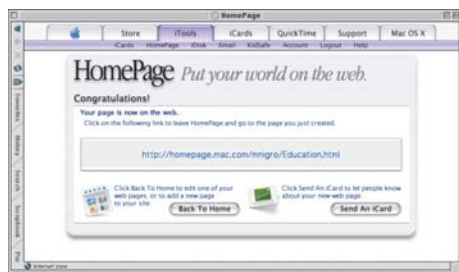 HomePage
Store iTools iCards QuickTime Support Mac OS X
iCards HomePage iDisk Email KidSafe Account Logout Help
HomePage Put your world on the web.
Congratulations!
Your page is now on the web.
Click on the following link to leave HomePage and go to the page you just created.
http://homepage.mac.com/mnigro/Education.html
Click Back To Home to edit one of your
web pages, or to add a new page
to your site.
Back To Home
Click Send An iCard to let people know
about your new web page.
Send An iCard
Favorites
History
Search
Scrapbook
Internet zone